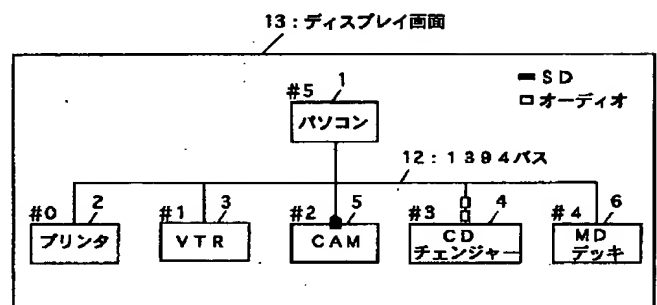 13:ディスプレイ画面
SD
オーディオ
#5 1
パソコン
12:1394バス
#0 2
プリンタ
#1 3
VTR
#2 5
CAM
#3 4
CD
チェンジャー
#4 6
MD
デッキ